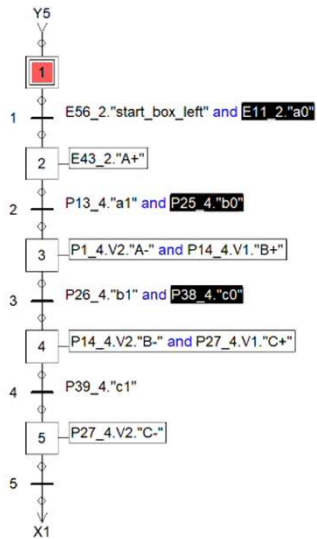 Y5
1
1 E56_2."start_box_left" and E11_2."a0"
2 E43_2."A+"
2 P13_4."a1" and P25_4."b0"
3 P1_4.V2."A-" and P14_4.V1."B+"
3 P26_4."b1" and P38_4."c0"
4 P14_4.V2."B-" and P27_4.V1."C+"
4 P39_4."c1"
5 P27_4.V2."C-"
5
X1